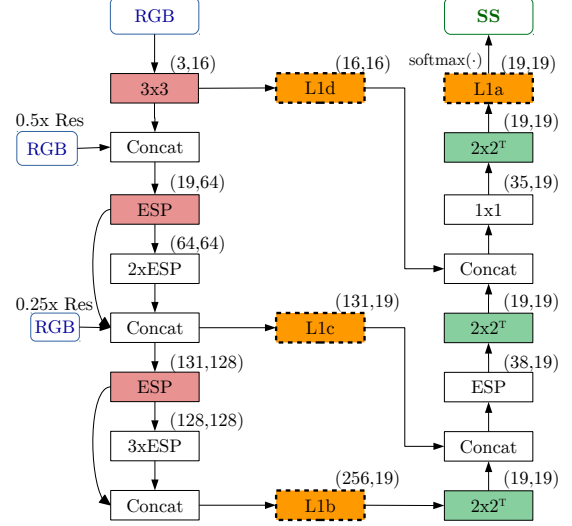 RGB
SS
(3,16)
(16,16)
softmax(·)
(19,19)
3x3
L1d
L1a
0.5x Res
(19,19)
RGB
Concat
2x2ᵀ
(19,64)
(35,19)
ESP
1x1
(64,64)
2xESP
Concat
0.25x Res
(131,19)
(19,19)
RGB
Concat
L1c
2x2ᵀ
(131,128)
(38,19)
ESP
ESP
(128,128)
3xESP
Concat
(256,19)
(19,19)
Concat
L1b
2x2ᵀ